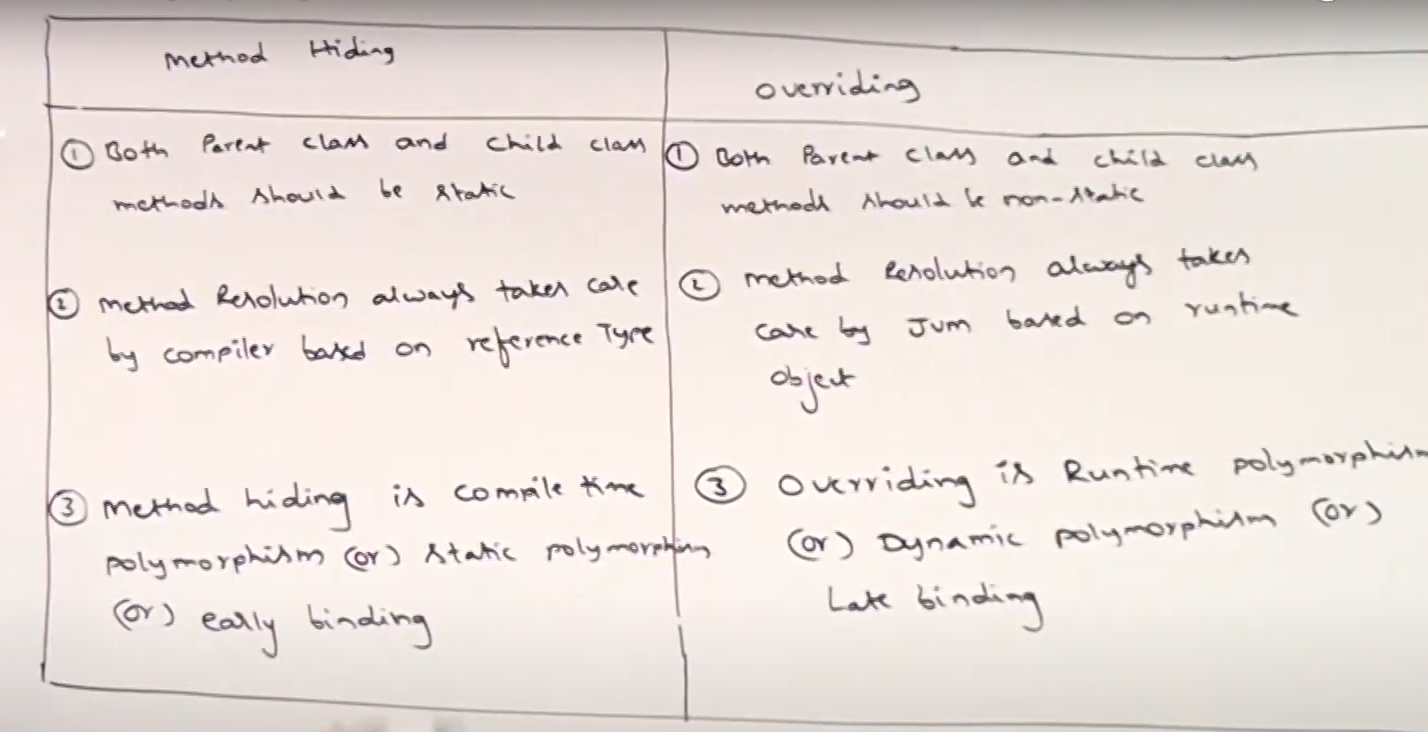 Method Hiding
Overriding
① Both Parent class and child class
methods should be static
① Both Parent class and child class
methods should be non-static
② Method Resolution always takes care
by compiler based on reference Type
② Method Resolution always takes
care by JVM based on runtime
object
③ Method hiding is compile time
polymorphism (or) static polymorphism
(or) early binding
③ Overriding is Runtime polymorphism
(or) Dynamic polymorphism (or)
Late binding